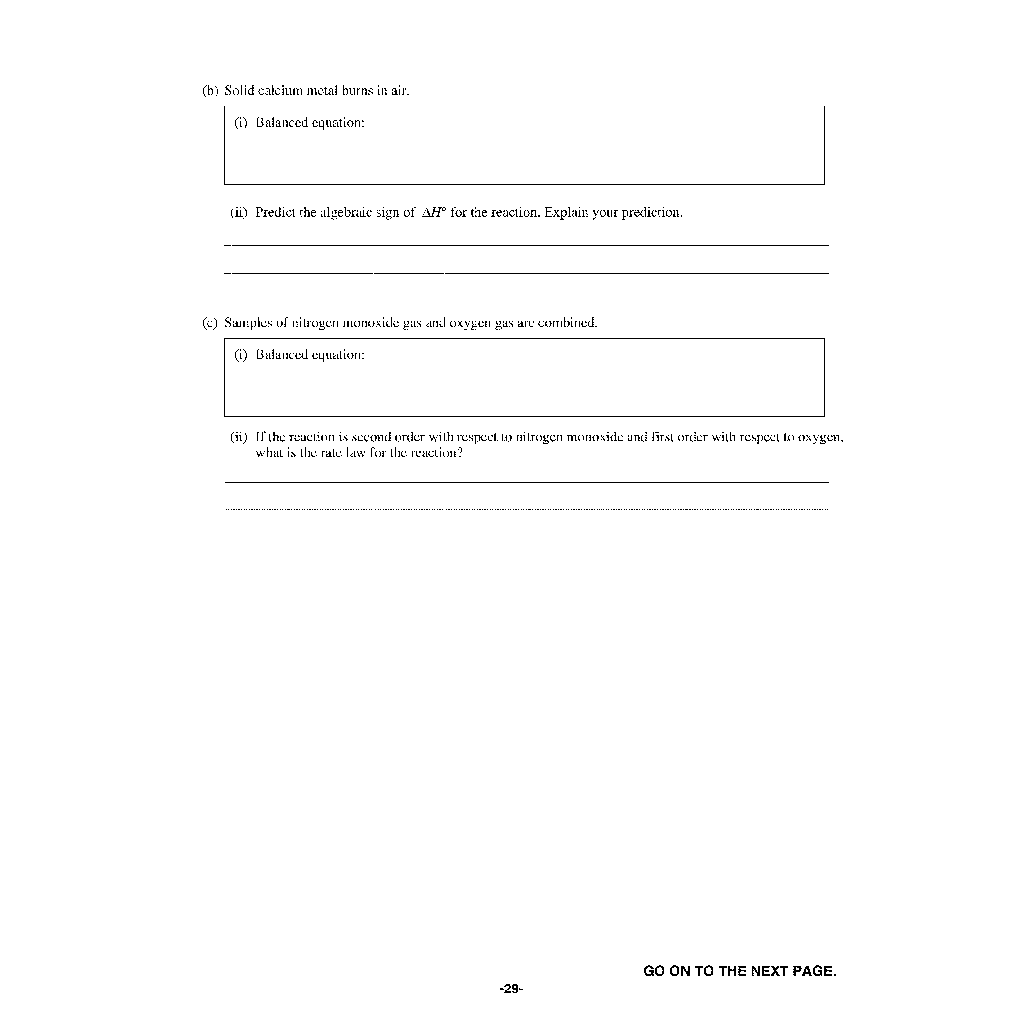 (b) Solid calcium metal burns in air.
(i) Balanced equation:
(ii) Predict the algebraic sign of ΔH° for the reaction. Explain your prediction.
(c) Samples of nitrogen monoxide gas and oxygen gas are combined.
(i) Balanced equation:
(ii) If the reaction is second order with respect to nitrogen monoxide and first order with respect to oxygen,
what is the rate law for the reaction?
GO ON TO THE NEXT PAGE.
-29-